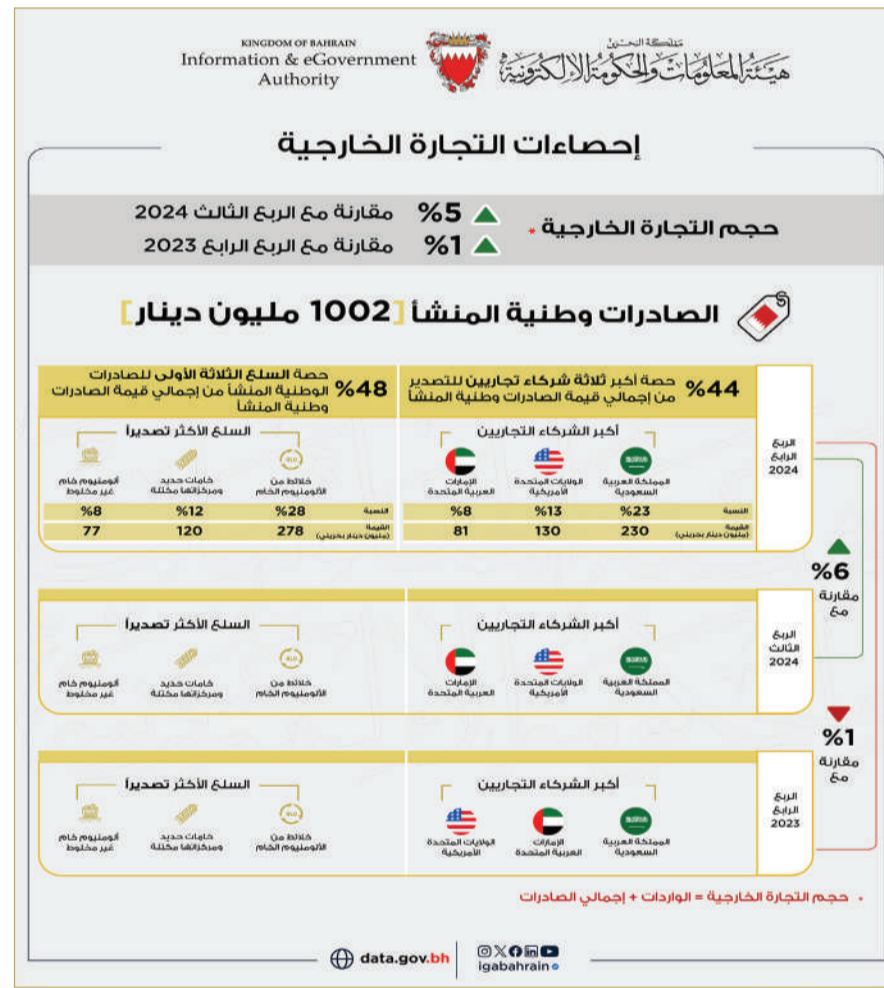 KINGDOM OF BAHRAIN
Information & eGovernment
Authority
مملكة البحرين
هيئة المعلومات والحكومة الإلكترونية
إحصاءات التجارة الخارجية
حجم التجارة الخارجية *
%5 مقارنة مع الربع الثالث 2024
%1 مقارنة مع الربع الرابع 2023
الصادرات وطنية المنشأ [1002 مليون دينار]
الربع
الرابع
2024
%44 حصة أكبر ثلاثة شركاء تجاريين للتصدير
من إجمالي قيمة الصادرات وطنية المنشأ
أكبر الشركاء التجاريين
المملكة العربية
السعودية
الولايات المتحدة
الأمريكية
الإمارات
العربية المتحدة
النسبة %23 %13 %8
القيمة (مليون دينار بحريني) 230 130 81
%48 حصة السلع الثلاثة الأولى للصادرات
الوطنية المنشأ من إجمالي قيمة الصادرات
وطنية المنشأ
السلع الأكثر تصديراً
خلائط من
الألومنيوم الخام
خامات حديد
ومركزاتها مكتلة
ألومنيوم خام
غير مخلوط
النسبة %28 %12 %8
القيمة (مليون دينار بحريني) 278 120 77
%6
مقارنة
مع
الربع
الثالث
2024
أكبر الشركاء التجاريين
المملكة العربية
السعودية
الولايات المتحدة
الأمريكية
الإمارات
العربية المتحدة
السلع الأكثر تصديراً
خلائط من
الألومنيوم الخام
خامات حديد
ومركزاتها مكتلة
ألومنيوم خام
غير مخلوط
%1
مقارنة
مع
الربع
الرابع
2023
أكبر الشركاء التجاريين
المملكة العربية
السعودية
الإمارات
العربية المتحدة
الولايات المتحدة
الأمريكية
السلع الأكثر تصديراً
خلائط من
الألومنيوم الخام
خامات حديد
ومركزاتها مكتلة
ألومنيوم خام
غير مخلوط
* حجم التجارة الخارجية = الواردات + إجمالي الصادرات
data.gov.bh
igabahrain